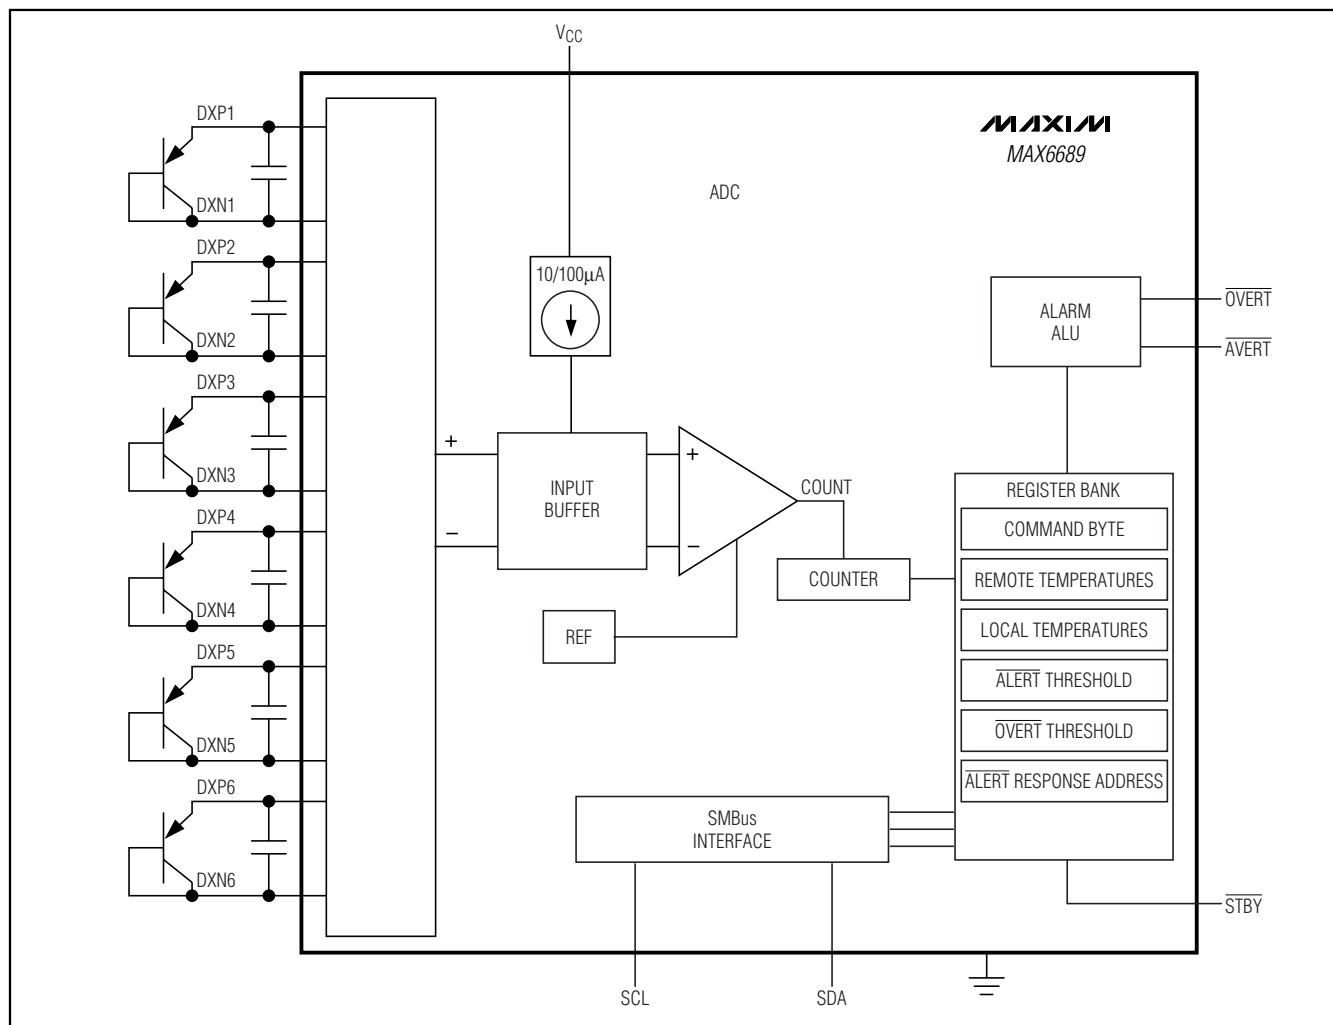 VCC
MAXIM
MAX6689
ADC
DXP1
DXN1
DXP2
DXN2
DXP3
DXN3
DXP4
DXN4
DXP5
DXN5
DXP6
DXN6
10/100µA
+
−
INPUT
BUFFER
+
−
COUNT
COUNTER
REF
ALARM
ALU
OVERT
AVERT
REGISTER BANK
COMMAND BYTE
REMOTE TEMPERATURES
LOCAL TEMPERATURES
ALERT THRESHOLD
OVERT THRESHOLD
ALERT RESPONSE ADDRESS
SMBus
INTERFACE
STBY
SCL
SDA